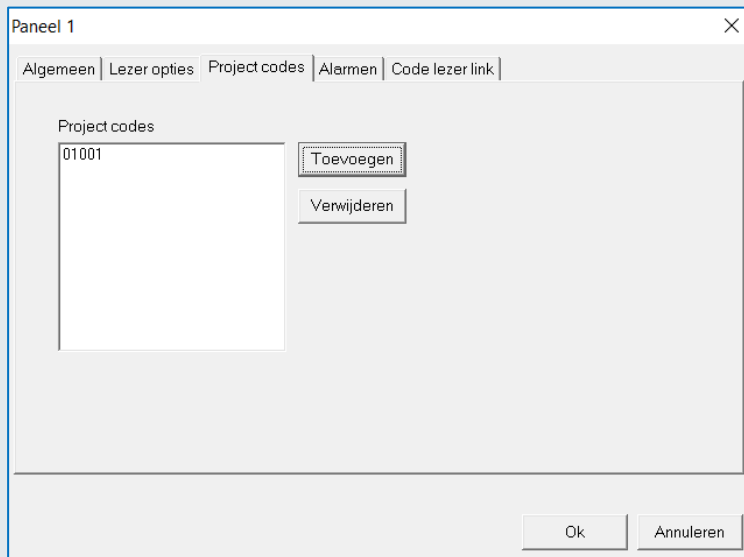 Paneel 1
Algemeen Lezer opties Project codes Alarmen Code lezer link
Project codes
01001
Toevoegen
Verwijderen
Ok Annuleren